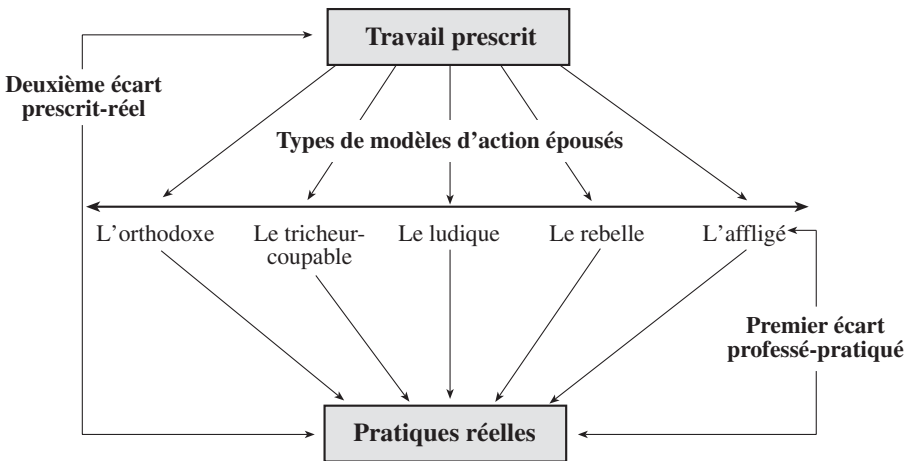 Travail prescrit
Deuxième écart
prescrit-réel
Types de modèles d'action épousés
L'orthodoxe
Le tricheur-
coupable
Le ludique
Le rebelle
L'affligé
Premier écart
professé-pratiqué
Pratiques réelles